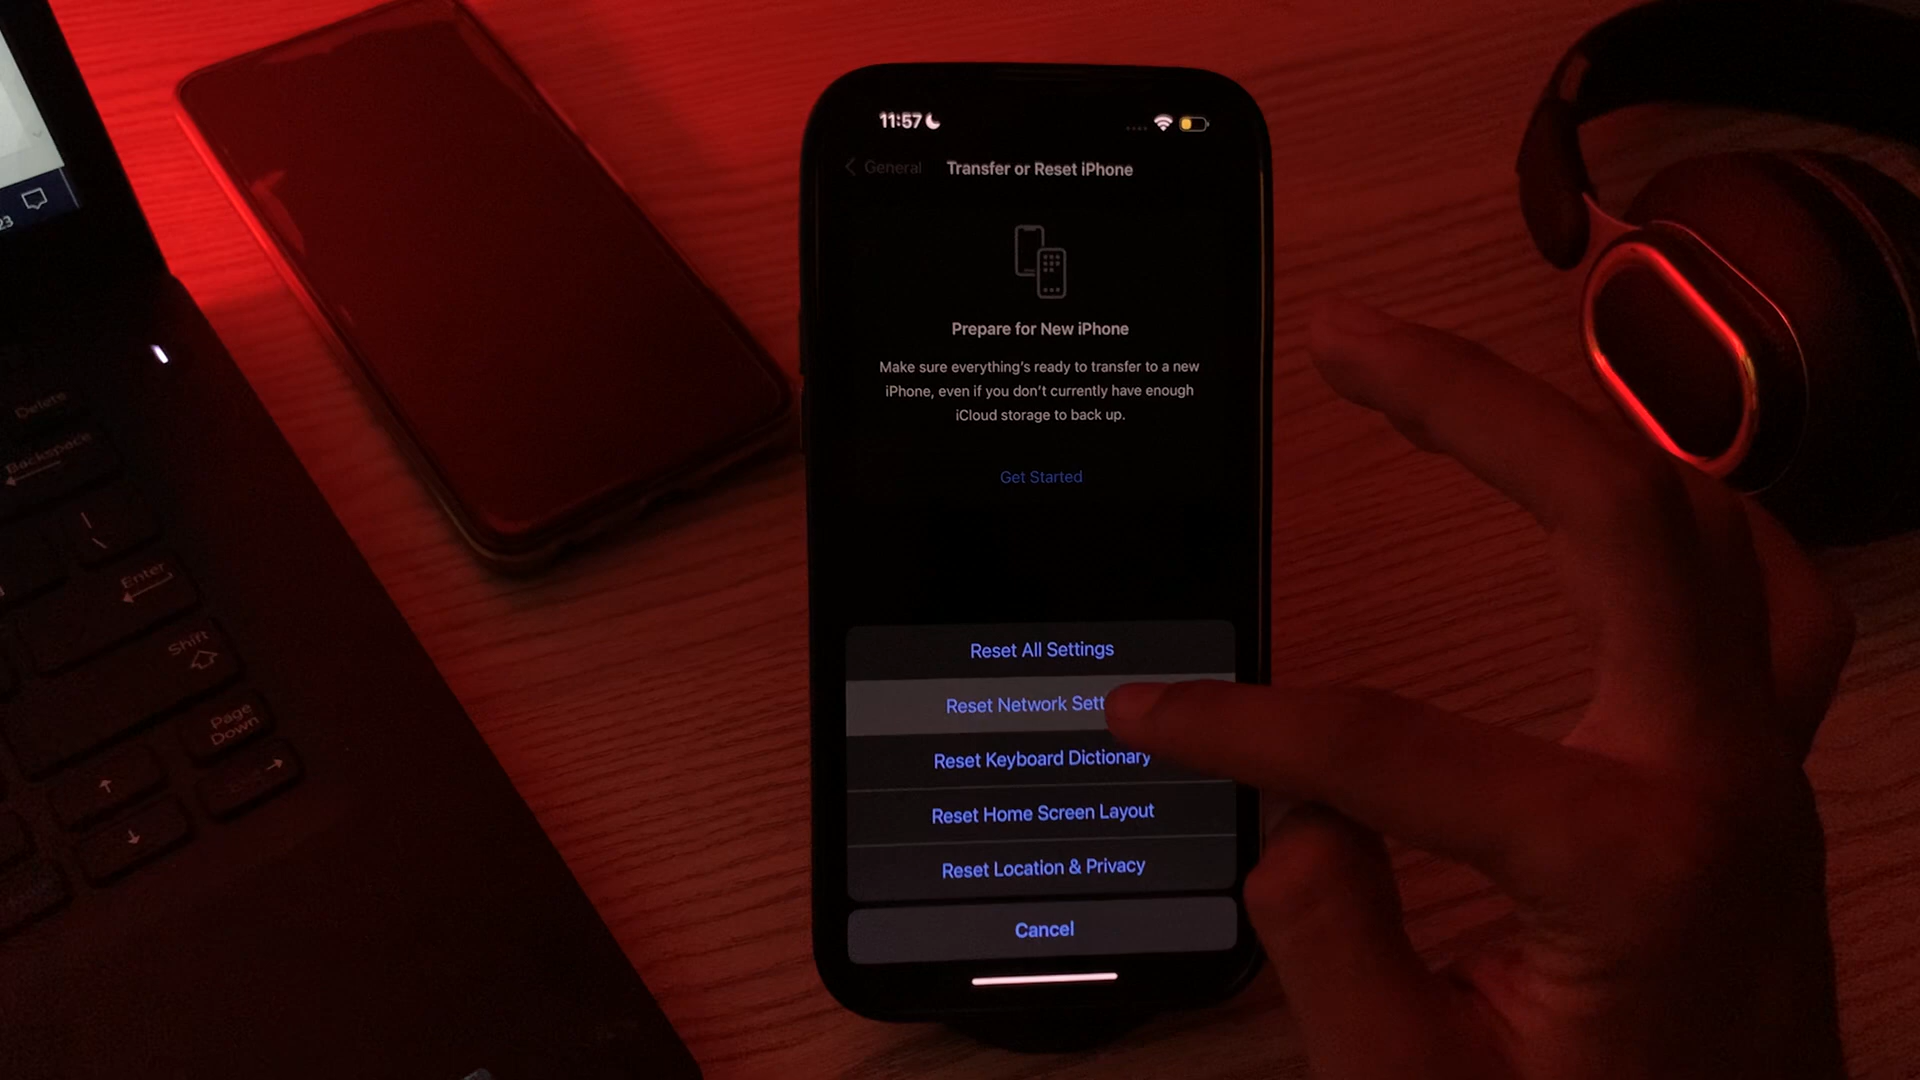 11:57
General
Transfer or Reset iPhone
Prepare for New iPhone
Make sure everything's ready to transfer to a new
iPhone, even if you don't currently have enough
iCloud storage to back up.
Get Started
Reset All Settings
Reset Network Sett
Reset Keyboard Dictionary
Reset Home Screen Layout
Reset Location & Privacy
Cancel
23
Delete
Backspace
Enter
Shift
Page
Down